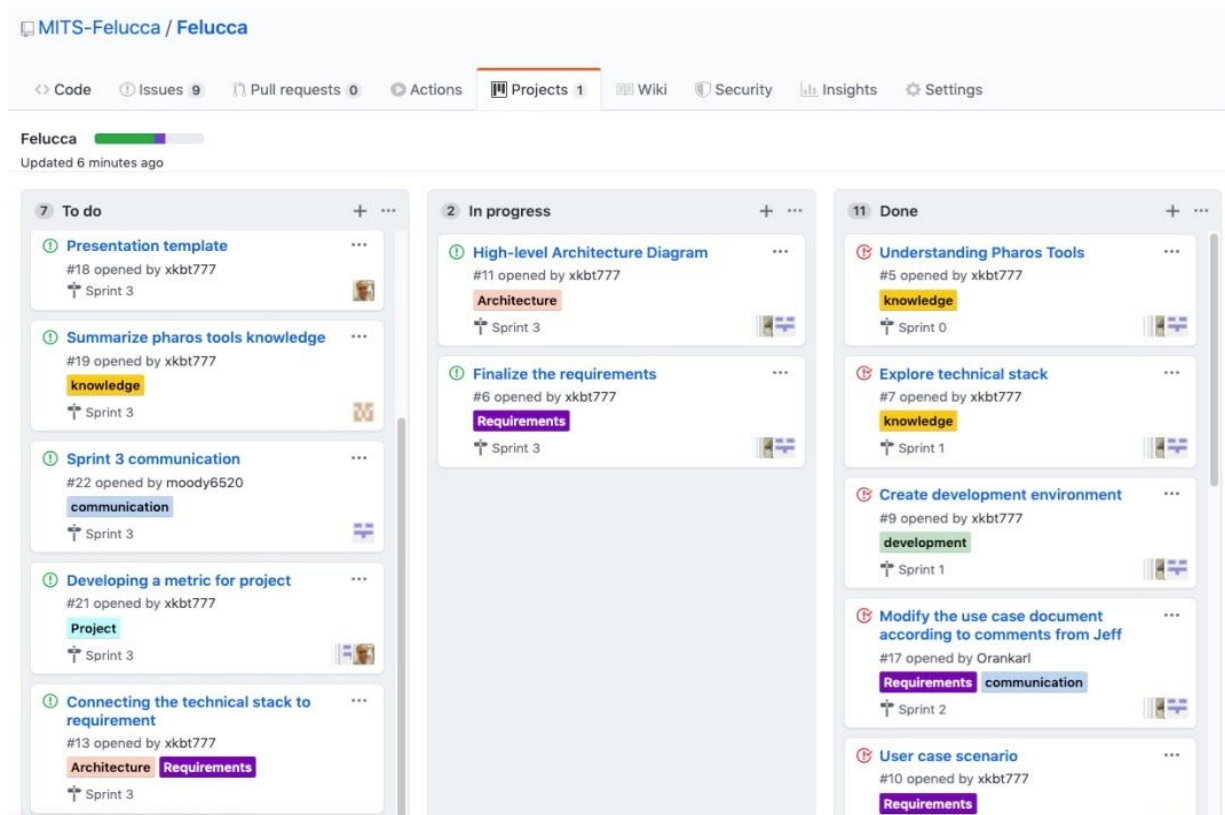 MITS-Felucca / Felucca
Code Issues 9 Pull requests 0 Actions Projects 1 Wiki Security Insights Settings
Felucca
Updated 6 minutes ago
7 To do
Presentation template
#18 opened by xkbt777
Sprint 3
Summarize pharos tools knowledge
#19 opened by xkbt777
knowledge
Sprint 3
Sprint 3 communication
#22 opened by moody6520
communication
Sprint 3
Developing a metric for project
#21 opened by xkbt777
Project
Sprint 3
Connecting the technical stack to
requirement
#13 opened by xkbt777
Architecture Requirements
Sprint 3
2 In progress
High-level Architecture Diagram
#11 opened by xkbt777
Architecture
Sprint 3
Finalize the requirements
#6 opened by xkbt777
Requirements
Sprint 3
11 Done
Understanding Pharos Tools
#5 opened by xkbt777
knowledge
Sprint 0
Explore technical stack
#7 opened by xkbt777
knowledge
Sprint 1
Create development environment
#9 opened by xkbt777
development
Sprint 1
Modify the use case document
according to comments from Jeff
#17 opened by Orankarl
Requirements communication
Sprint 2
User case scenario
#10 opened by xkbt777
Requirements